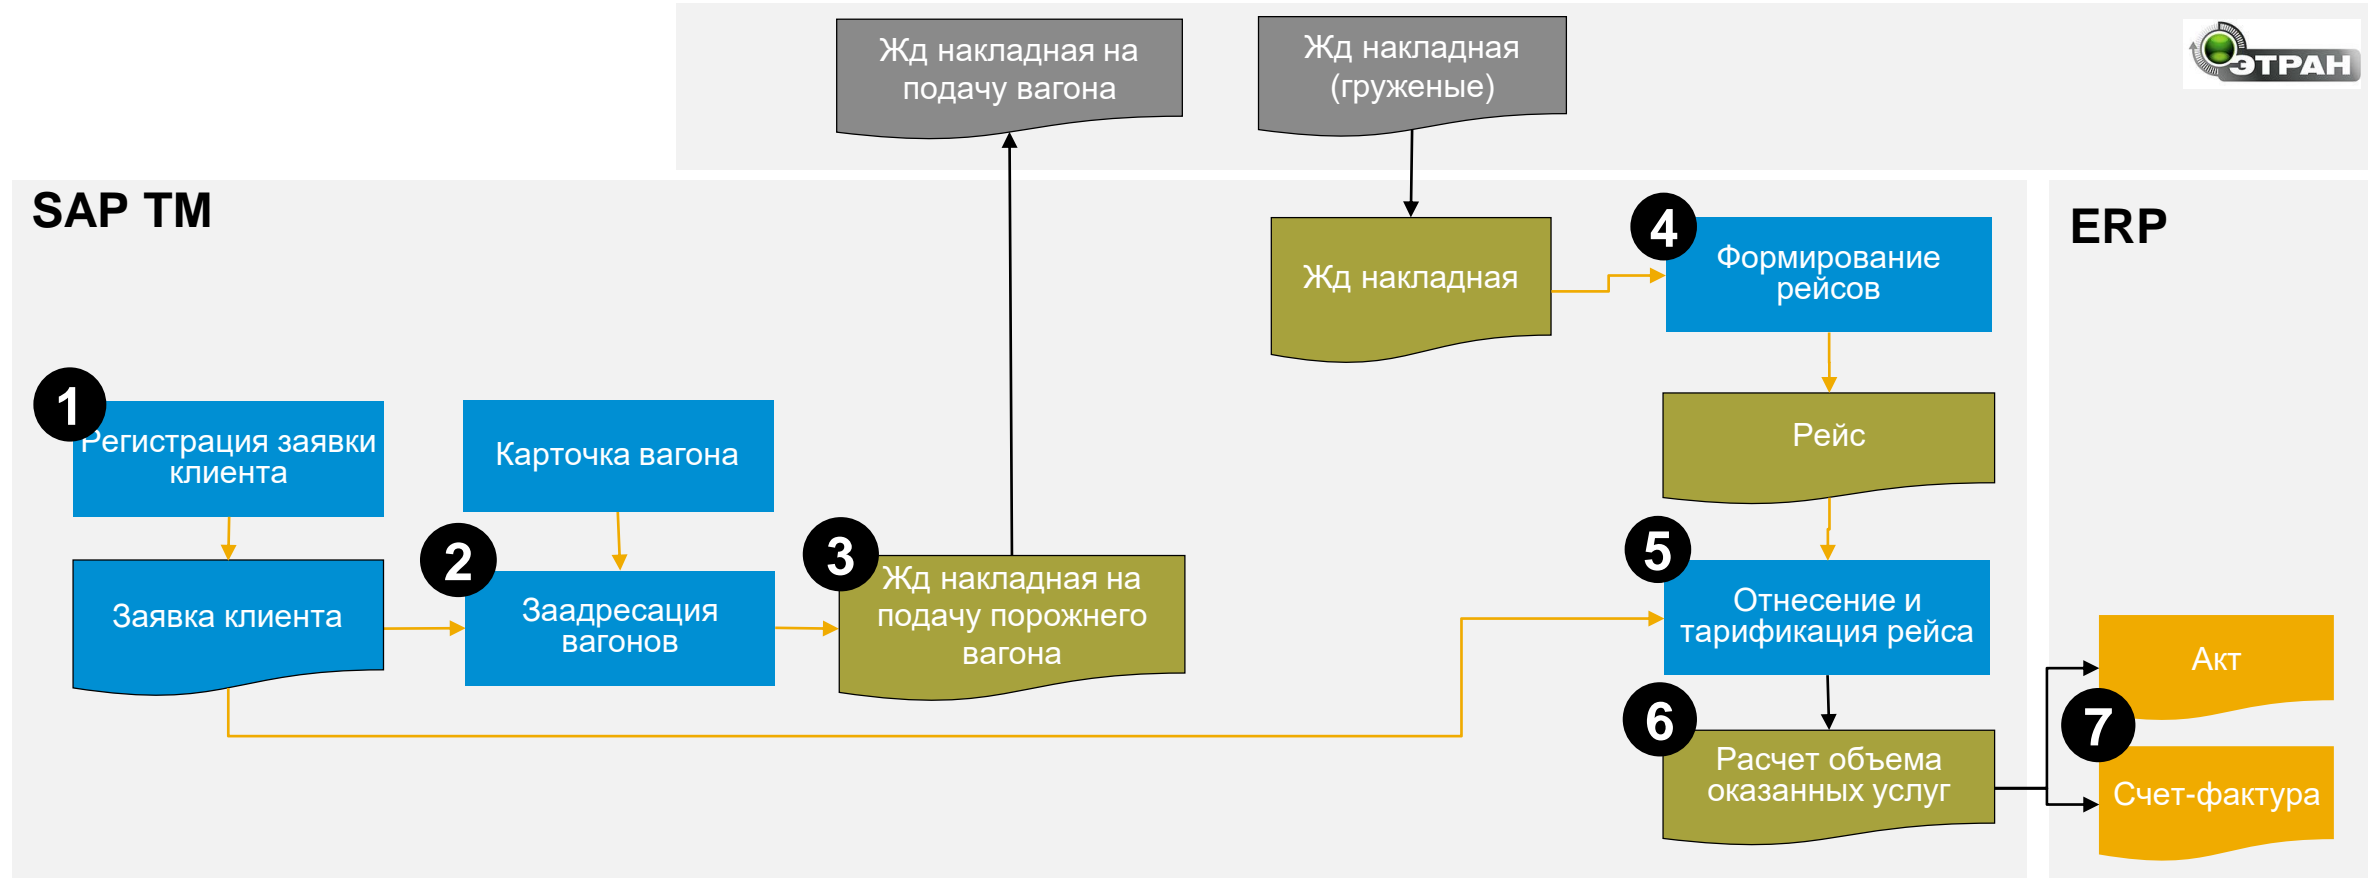 Жд накладная на
подачу вагона
Жд накладная
(груженые)
ЭТРАН
SAP TM
ERP
4
Формирование
рейсов
Жд накладная
1
Регистрация заявки
клиента
Карточка вагона
Рейс
2
Заадресация
вагонов
3
Жд накладная на
подачу порожнего
вагона
Заявка клиента
5
Отнесение и
тарификация рейса
6
Расчет объема
оказанных услуг
Акт
7
Счет-фактура